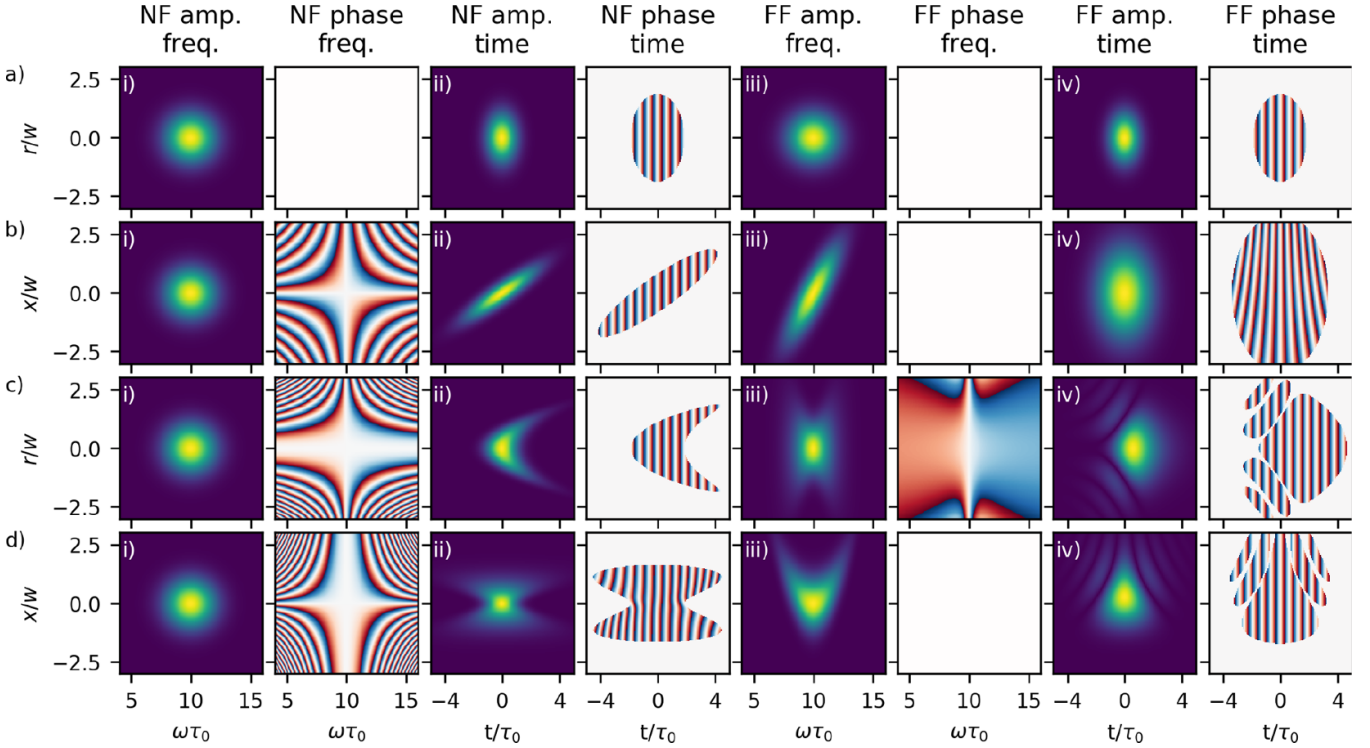 NF amp. NF phase NF amp. NF phase FF amp. FF phase FF amp. FF phase
freq. freq. time time freq. freq. time time
a) i) ii) iii) iv)
2.5
r/w 0.0
−2.5
b) i) ii) iii) iv)
2.5
x/w 0.0
−2.5
c) i) ii) iii) iv)
2.5
r/w 0.0
−2.5
d) i) ii) iii) iv)
2.5
x/w 0.0
−2.5
5 10 15 5 10 15 −4 0 4 −4 0 4 5 10 15 5 10 15 −4 0 4 −4 0 4
ωτ₀ ωτ₀ t/τ₀ t/τ₀ ωτ₀ ωτ₀ t/τ₀ t/τ₀